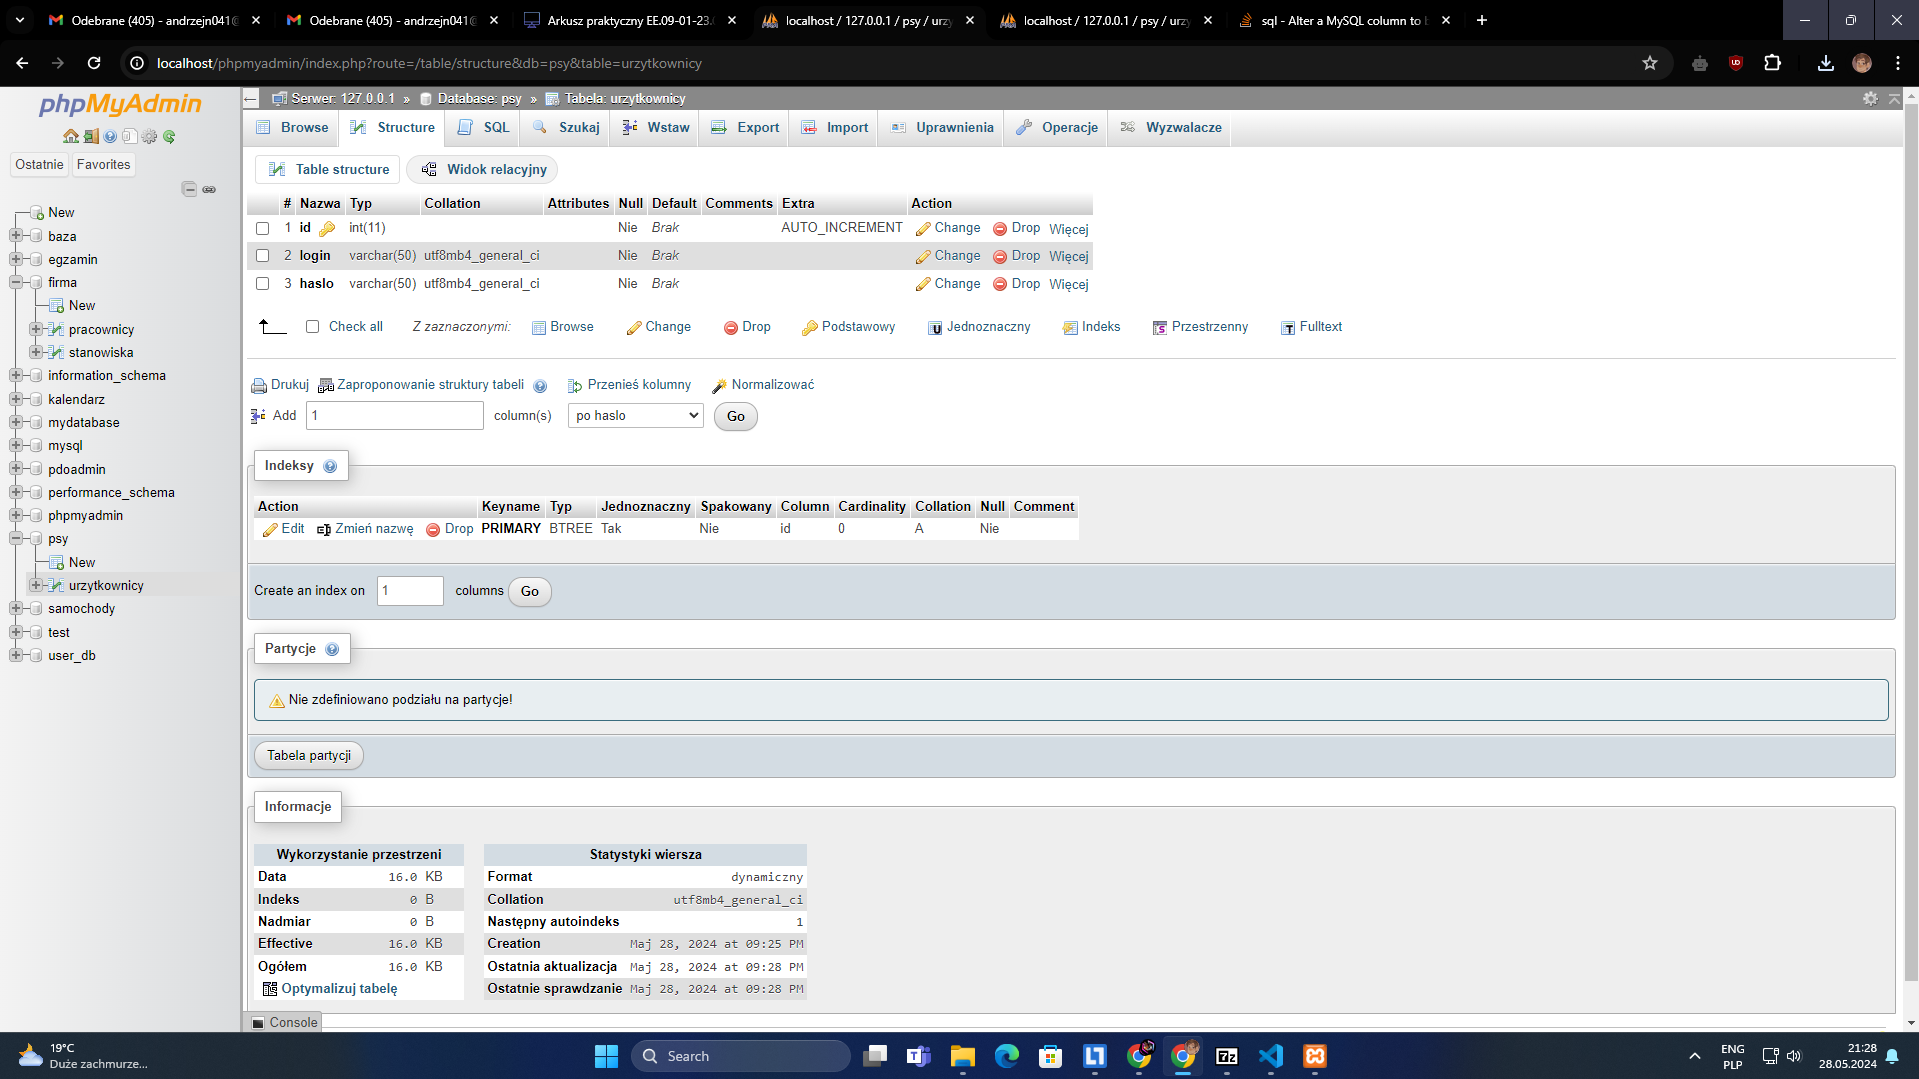 Odebrane (405) - andrzejn041@
Odebrane (405) - andrzejn041@
Arkusz praktyczny EE.09-01-23.0
localhost / 127.0.0.1 / psy / urzy
localhost / 127.0.0.1 / psy / urzy
sql - Alter a MySQL column to b
localhost/phpmyadmin/index.php?route=/table/structure&db=psy&table=urzytkownicy
phpMyAdmin
Ostatnie Favorites
New
baza
egzamin
firma
New
pracownicy
stanowiska
information_schema
kalendarz
mydatabase
mysql
pdoadmin
performance_schema
phpmyadmin
psy
New
urzytkownicy
samochody
test
user_db
Serwer: 127.0.0.1 » Database: psy » Tabela: urzytkownicy
Browse Structure SQL Szukaj Wstaw Export Import Uprawnienia Operacje Wyzwalacze
Table structure Widok relacyjny
# Nazwa Typ Collation Attributes Null Default Comments Extra Action
1 id int(11) Nie Brak AUTO_INCREMENT Change Drop Więcej
2 login varchar(50) utf8mb4_general_ci Nie Brak Change Drop Więcej
3 haslo varchar(50) utf8mb4_general_ci Nie Brak Change Drop Więcej
Check all Z zaznaczonymi: Browse Change Drop Podstawowy Jednoznaczny Indeks Przestrzenny Fulltext
Drukuj Zaproponowanie struktury tabeli Przenieś kolumny Normalizować
Add 1 column(s) po haslo Go
Indeksy
Action Keyname Typ Jednoznaczny Spakowany Column Cardinality Collation Null Comment
Edit Zmień nazwę Drop PRIMARY BTREE Tak Nie id 0 A Nie
Create an index on 1 columns Go
Partycje
Nie zdefiniowano podziału na partycje!
Tabela partycji
Informacje
Wykorzystanie przestrzeni
Data 16.0 KB
Indeks 0 B
Nadmiar 0 B
Effective 16.0 KB
Ogółem 16.0 KB
Optymalizuj tabelę
Statystyki wiersza
Format dynamiczny
Collation utf8mb4_general_ci
Następny autoindeks 1
Creation Maj 28, 2024 at 09:25 PM
Ostatnia aktualizacja Maj 28, 2024 at 09:28 PM
Ostatnie sprawdzanie Maj 28, 2024 at 09:28 PM
Console
19°C
Duże zachmurze...
Search
ENG
PLP
21:28
28.05.2024